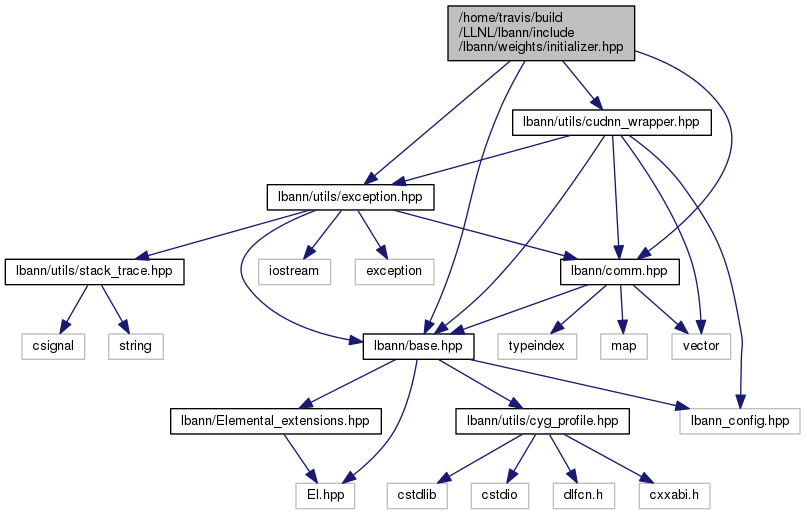 /home/travis/build
/LLNL/lbann/include
/lbann/weights/initializer.hpp
lbann/utils/cudnn_wrapper.hpp
lbann/utils/exception.hpp
lbann/utils/stack_trace.hpp
iostream
exception
lbann/comm.hpp
csignal
string
lbann/base.hpp
typeindex
map
vector
lbann/Elemental_extensions.hpp
lbann/utils/cyg_profile.hpp
lbann_config.hpp
El.hpp
cstdlib
cstdio
dlfcn.h
cxxabi.h